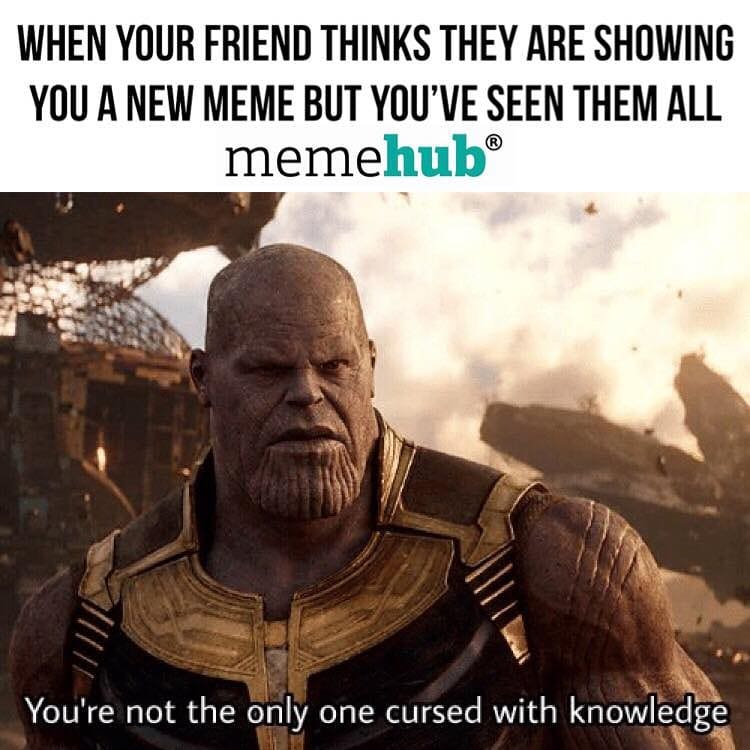 WHEN YOUR FRIEND THINKS THEY ARE SHOWING
YOU A NEW MEME BUT YOU'VE SEEN THEM ALL
memehub®
You're not the only one cursed with knowledge